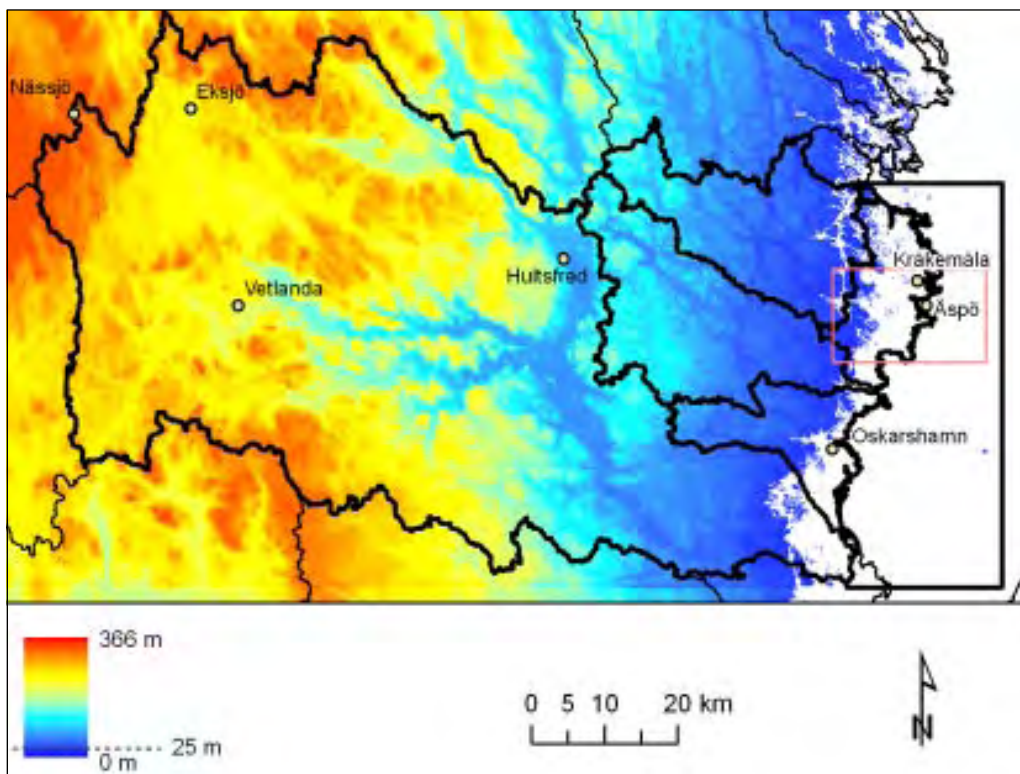 Nässjö
Eksjö
Vetlanda
Hultsfred
Kråkemåla
Äspö
Oskarshamn
366 m
25 m
0 m
0 5 10 20 km
N